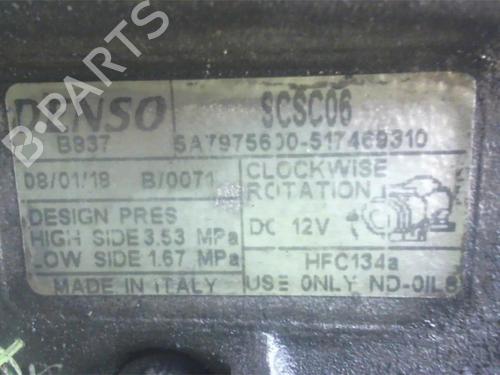 B-PARTS
DENSO SCSC06
B937 5A7975600-517469310
08/01/18 B/0071 CLOCKWISE ROTATION
DESIGN PRES
HIGH SIDE 3.53 MPa DC 12V
LOW SIDE 1.67 MPa HFC134a
MADE IN ITALY USE ONLY ND-OIL8